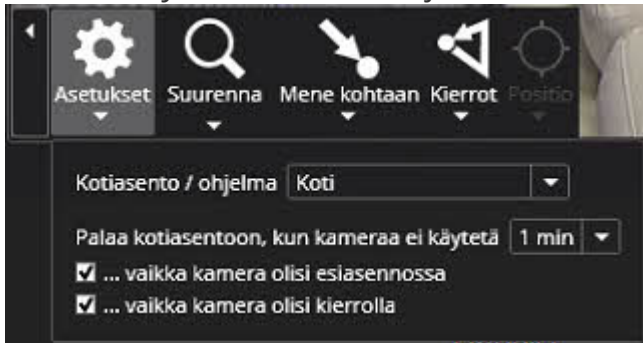 Asetukset Suurenna Mene kohtaan Kierrot Positio
Kotiasento / ohjelma Koti
Palaa kotiasentoon, kun kameraa ei käytetä 1 min
... vaikka kamera olisi esiasennossa
... vaikka kamera olisi kierrolla